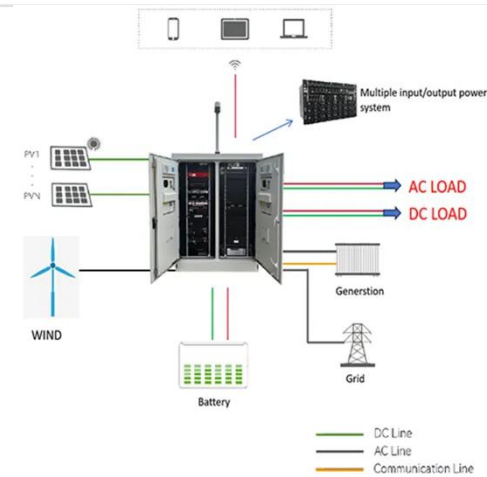 Multiple input/output power
system
PV1
PVN
AC LOAD
DC LOAD
WIND
Generstion
Grid
Battery
DC Line
AC Line
Communication Line